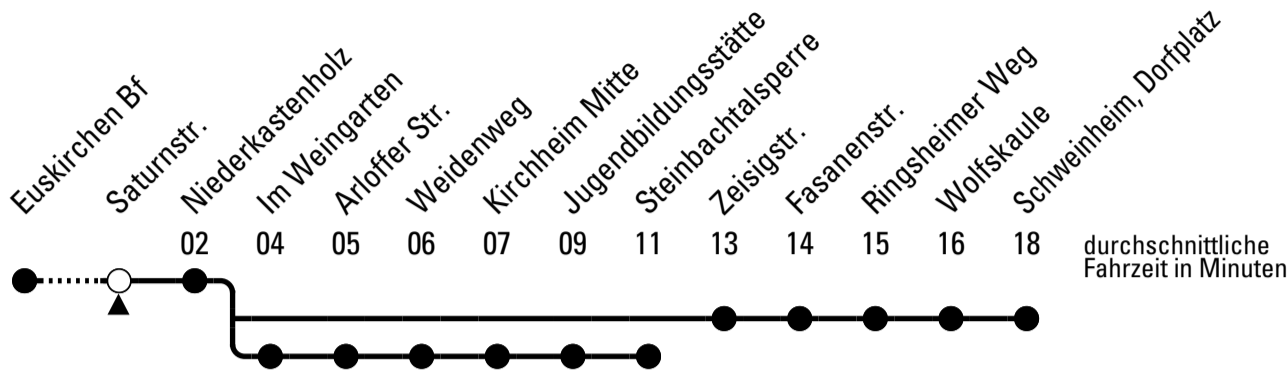 Euskirchen Bf
Saturnstr.
Niederkastenholz
Im Weingarten
Arloffer Str.
Weidenweg
Kirchheim Mitte
Jugendbildungsstätte
Steinbachtalsperre
Zeisigstr.
Fasanenstr.
Ringsheimer Weg
Wolfskaule
Schweinheim, Dorfplatz
02 04 05 06 07 09 11 13 14 15 16 18
durchschnittliche
Fahrzeit in Minuten